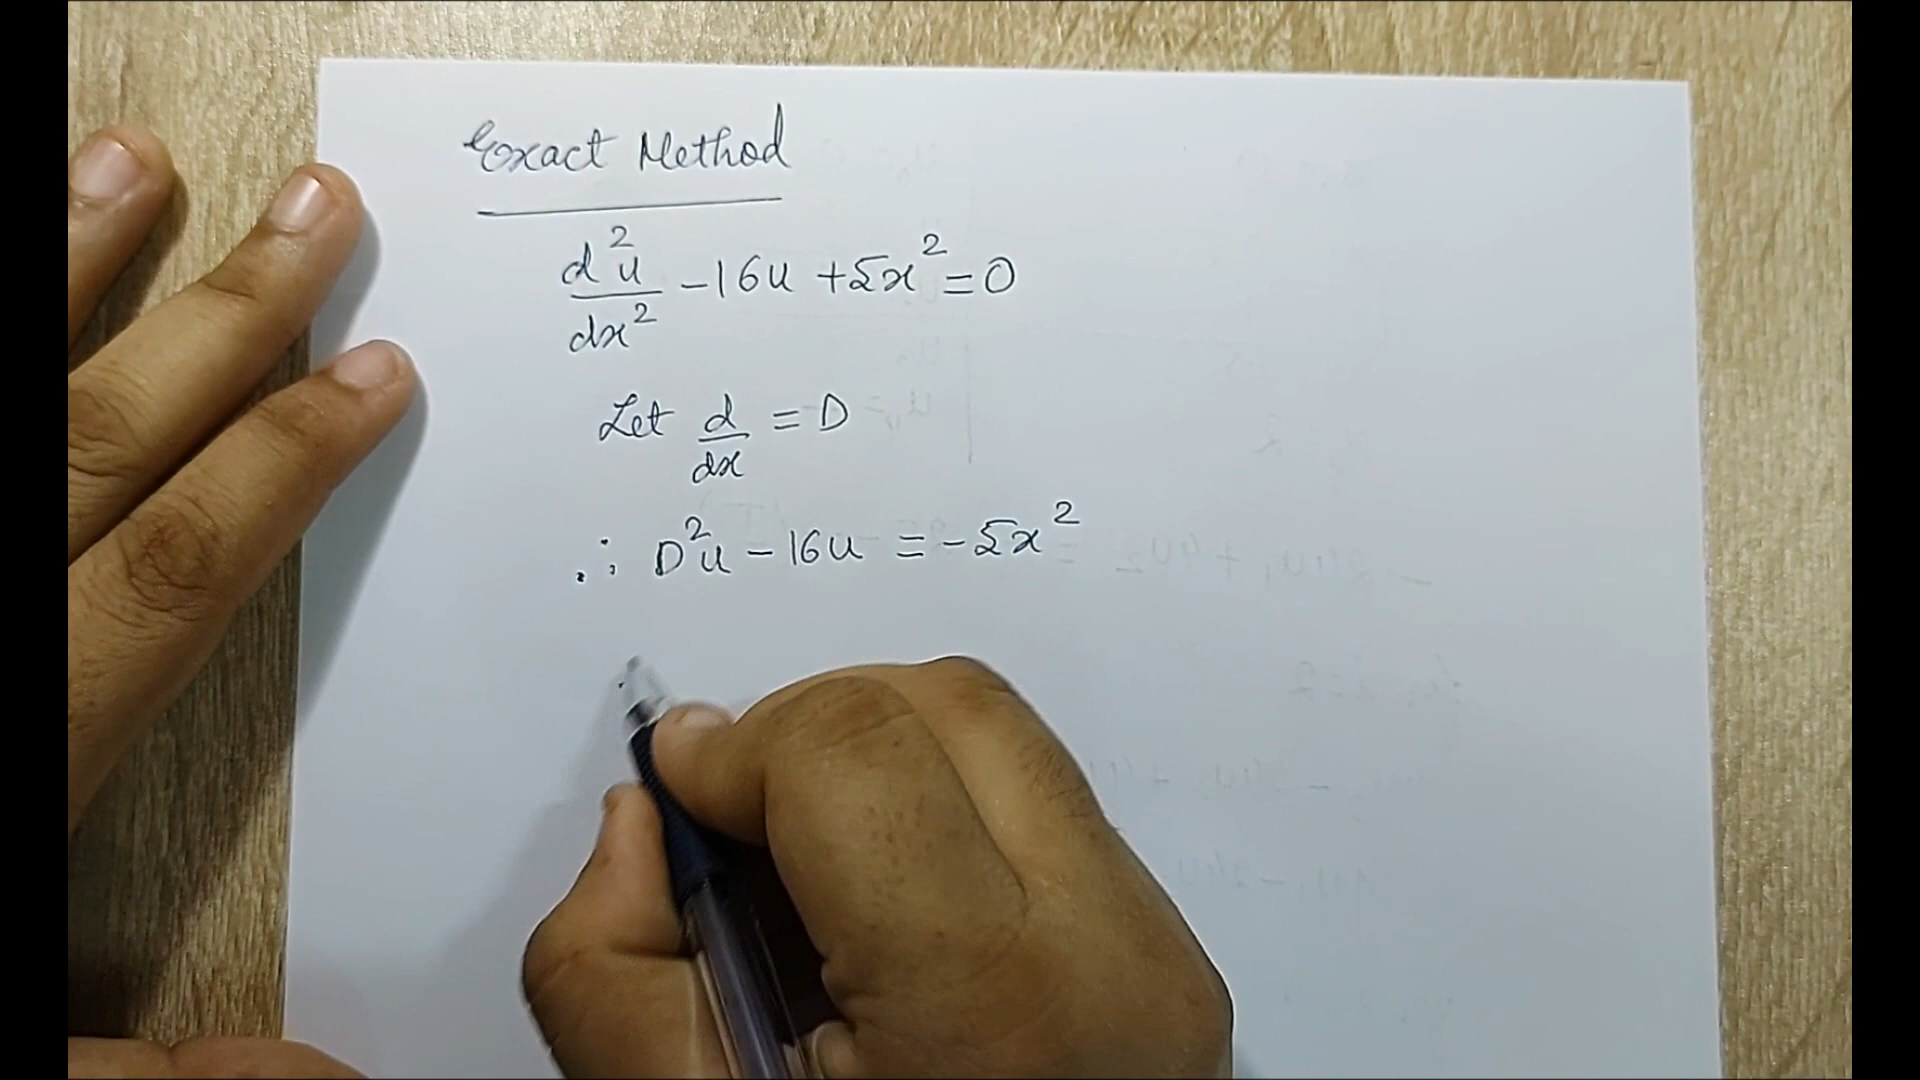 Exact Method
d²u/dx² - 16u + 5x² = 0
Let d/dx = D
∴ D²u - 16u = -5x²